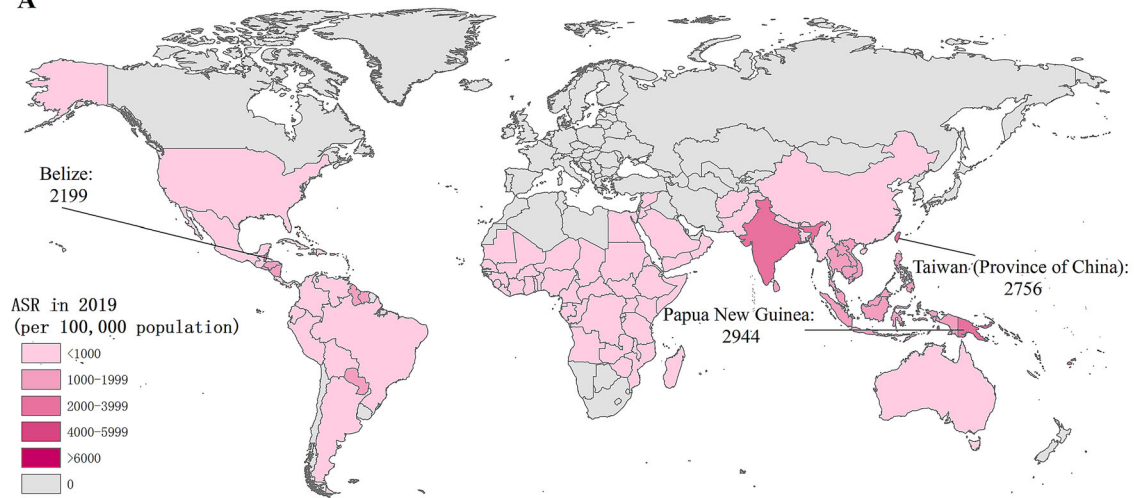 A
Belize:
2199
Taiwan (Province of China):
2756
Papua New Guinea:
2944
ASR in 2019
(per 100,000 population)
<1000
1000-1999
2000-3999
4000-5999
>6000
0